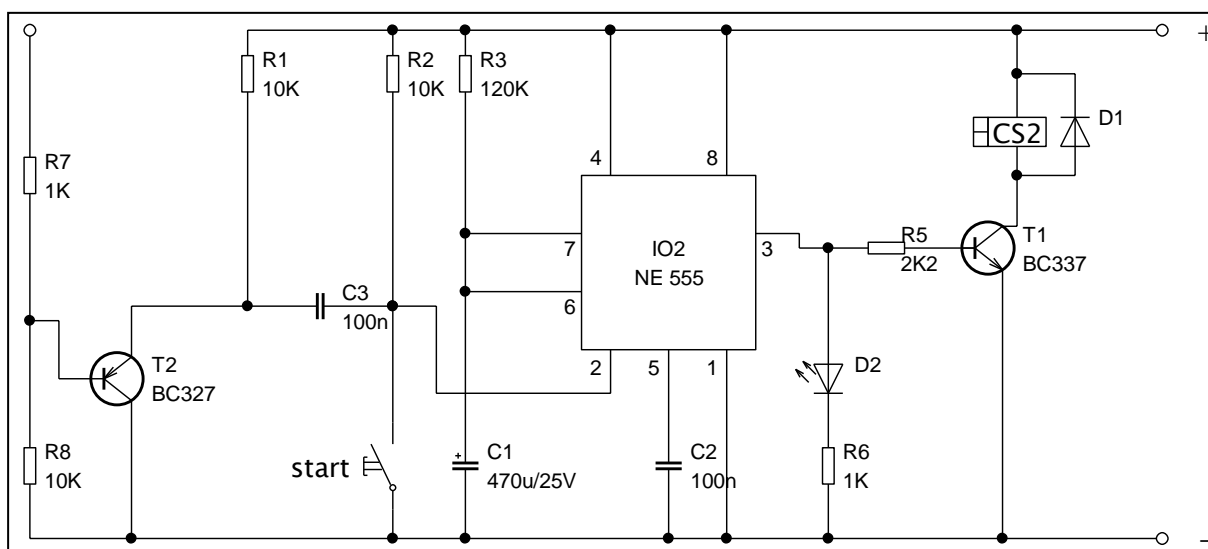 +
R1
10K
R2
10K
R3
120K
D1
CS2
R7
1K
4
8
7
IO2
NE 555
3
R5
2K2
T1
BC337
C3
100n
6
T2
BC327
2
5
1
D2
R8
10K
start
+
C1
470u/25V
C2
100n
R6
1K
–